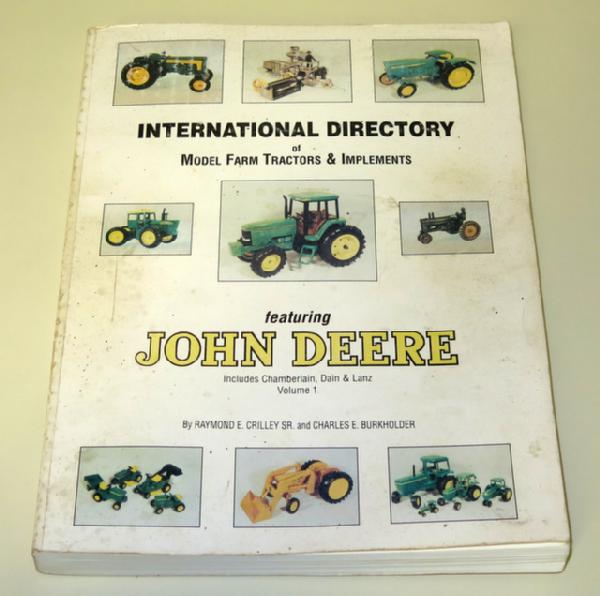 INTERNATIONAL DIRECTORY
of
MODEL FARM TRACTORS & IMPLEMENTS
featuring
JOHN DEERE
Includes Chamberlain, Dain & Lanz
Volume 1
By RAYMOND E. CRILLEY SR. and CHARLES E. BURKHOLDER